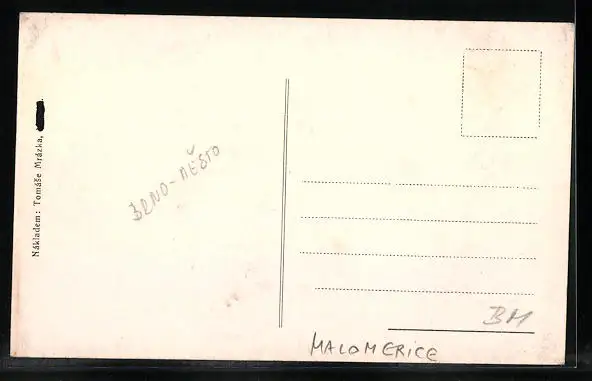 Nákladem: Tomáše Mrázka,
BRNO-MĚSTO
BM
MALOMERICE